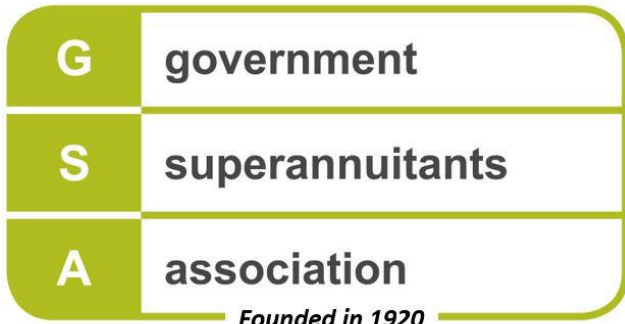 G government
S superannuitants
A association
Founded in 1920